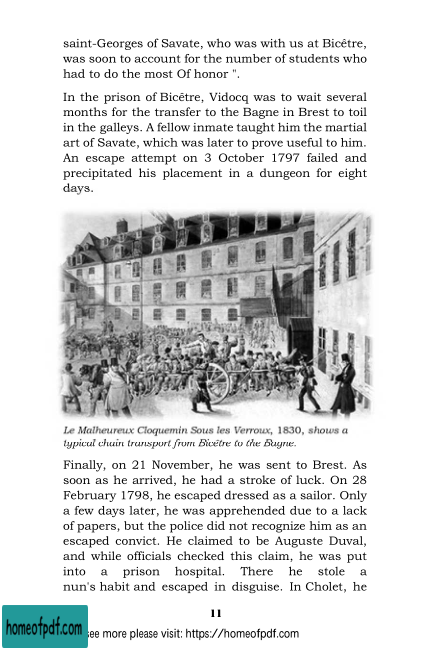 saint-Georges of Savate, who was with us at Bicêtre,
was soon to account for the number of students who
had to do the most Of honor ".
In the prison of Bicêtre, Vidocq was to wait several
months for the transfer to the Bagne in Brest to toil
in the galleys. A fellow inmate taught him the martial
art of Savate, which was later to prove useful to him.
An escape attempt on 3 October 1797 failed and
precipitated his placement in a dungeon for eight
days.
Le Malheureux Cloquemin Sous les Verroux, 1830, shows a
typical chain transport from Bicêtre to the Bagne.
Finally, on 21 November, he was sent to Brest. As
soon as he arrived, he had a stroke of luck. On 28
February 1798, he escaped dressed as a sailor. Only
a few days later, he was apprehended due to a lack
of papers, but the police did not recognize him as an
escaped convict. He claimed to be Auguste Duval,
and while officials checked this claim, he was put
into a prison hospital. There he stole a
nun's habit and escaped in disguise. In Cholet, he
11
homeofpdf.com
see more please visit: https://homeofpdf.com